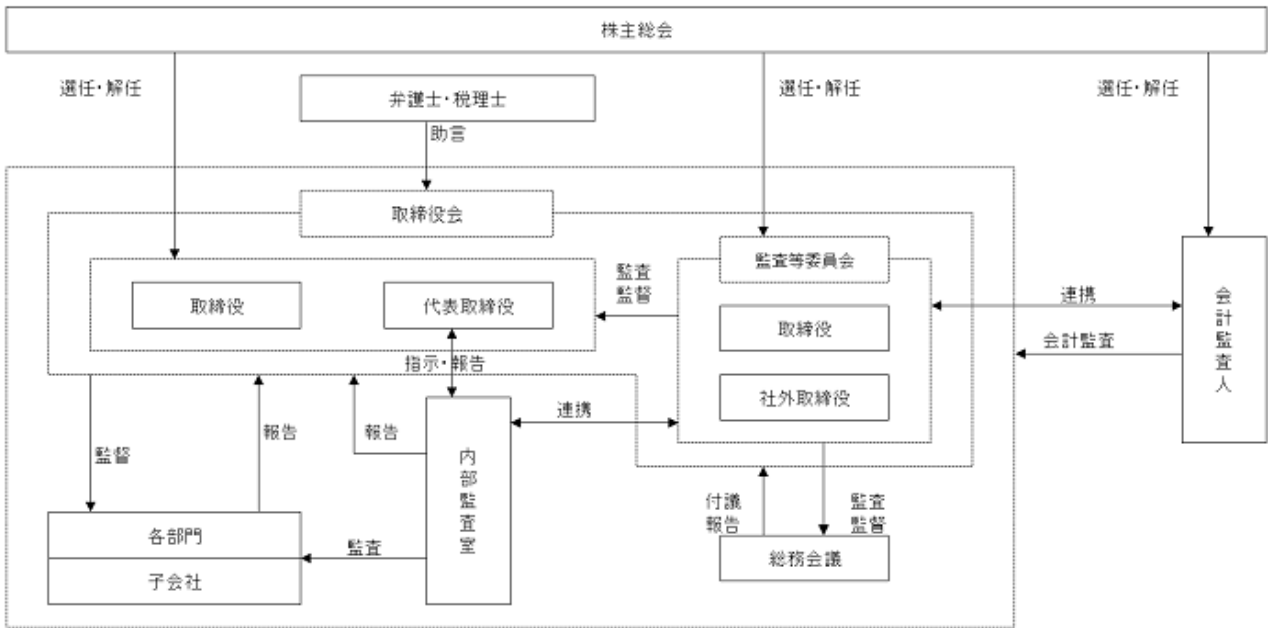 株主総会
選任・解任
選任・解任
選任・解任
弁護士・税理士
助言
取締役会
監査等委員会
取締役
代表取締役
監査
監督
取締役
社外取締役
連携
会計監査
会計監査人
指示・報告
連携
監督
報告
報告
内部監査室
付議
報告
監査
監督
各部門
子会社
監査
総務会議